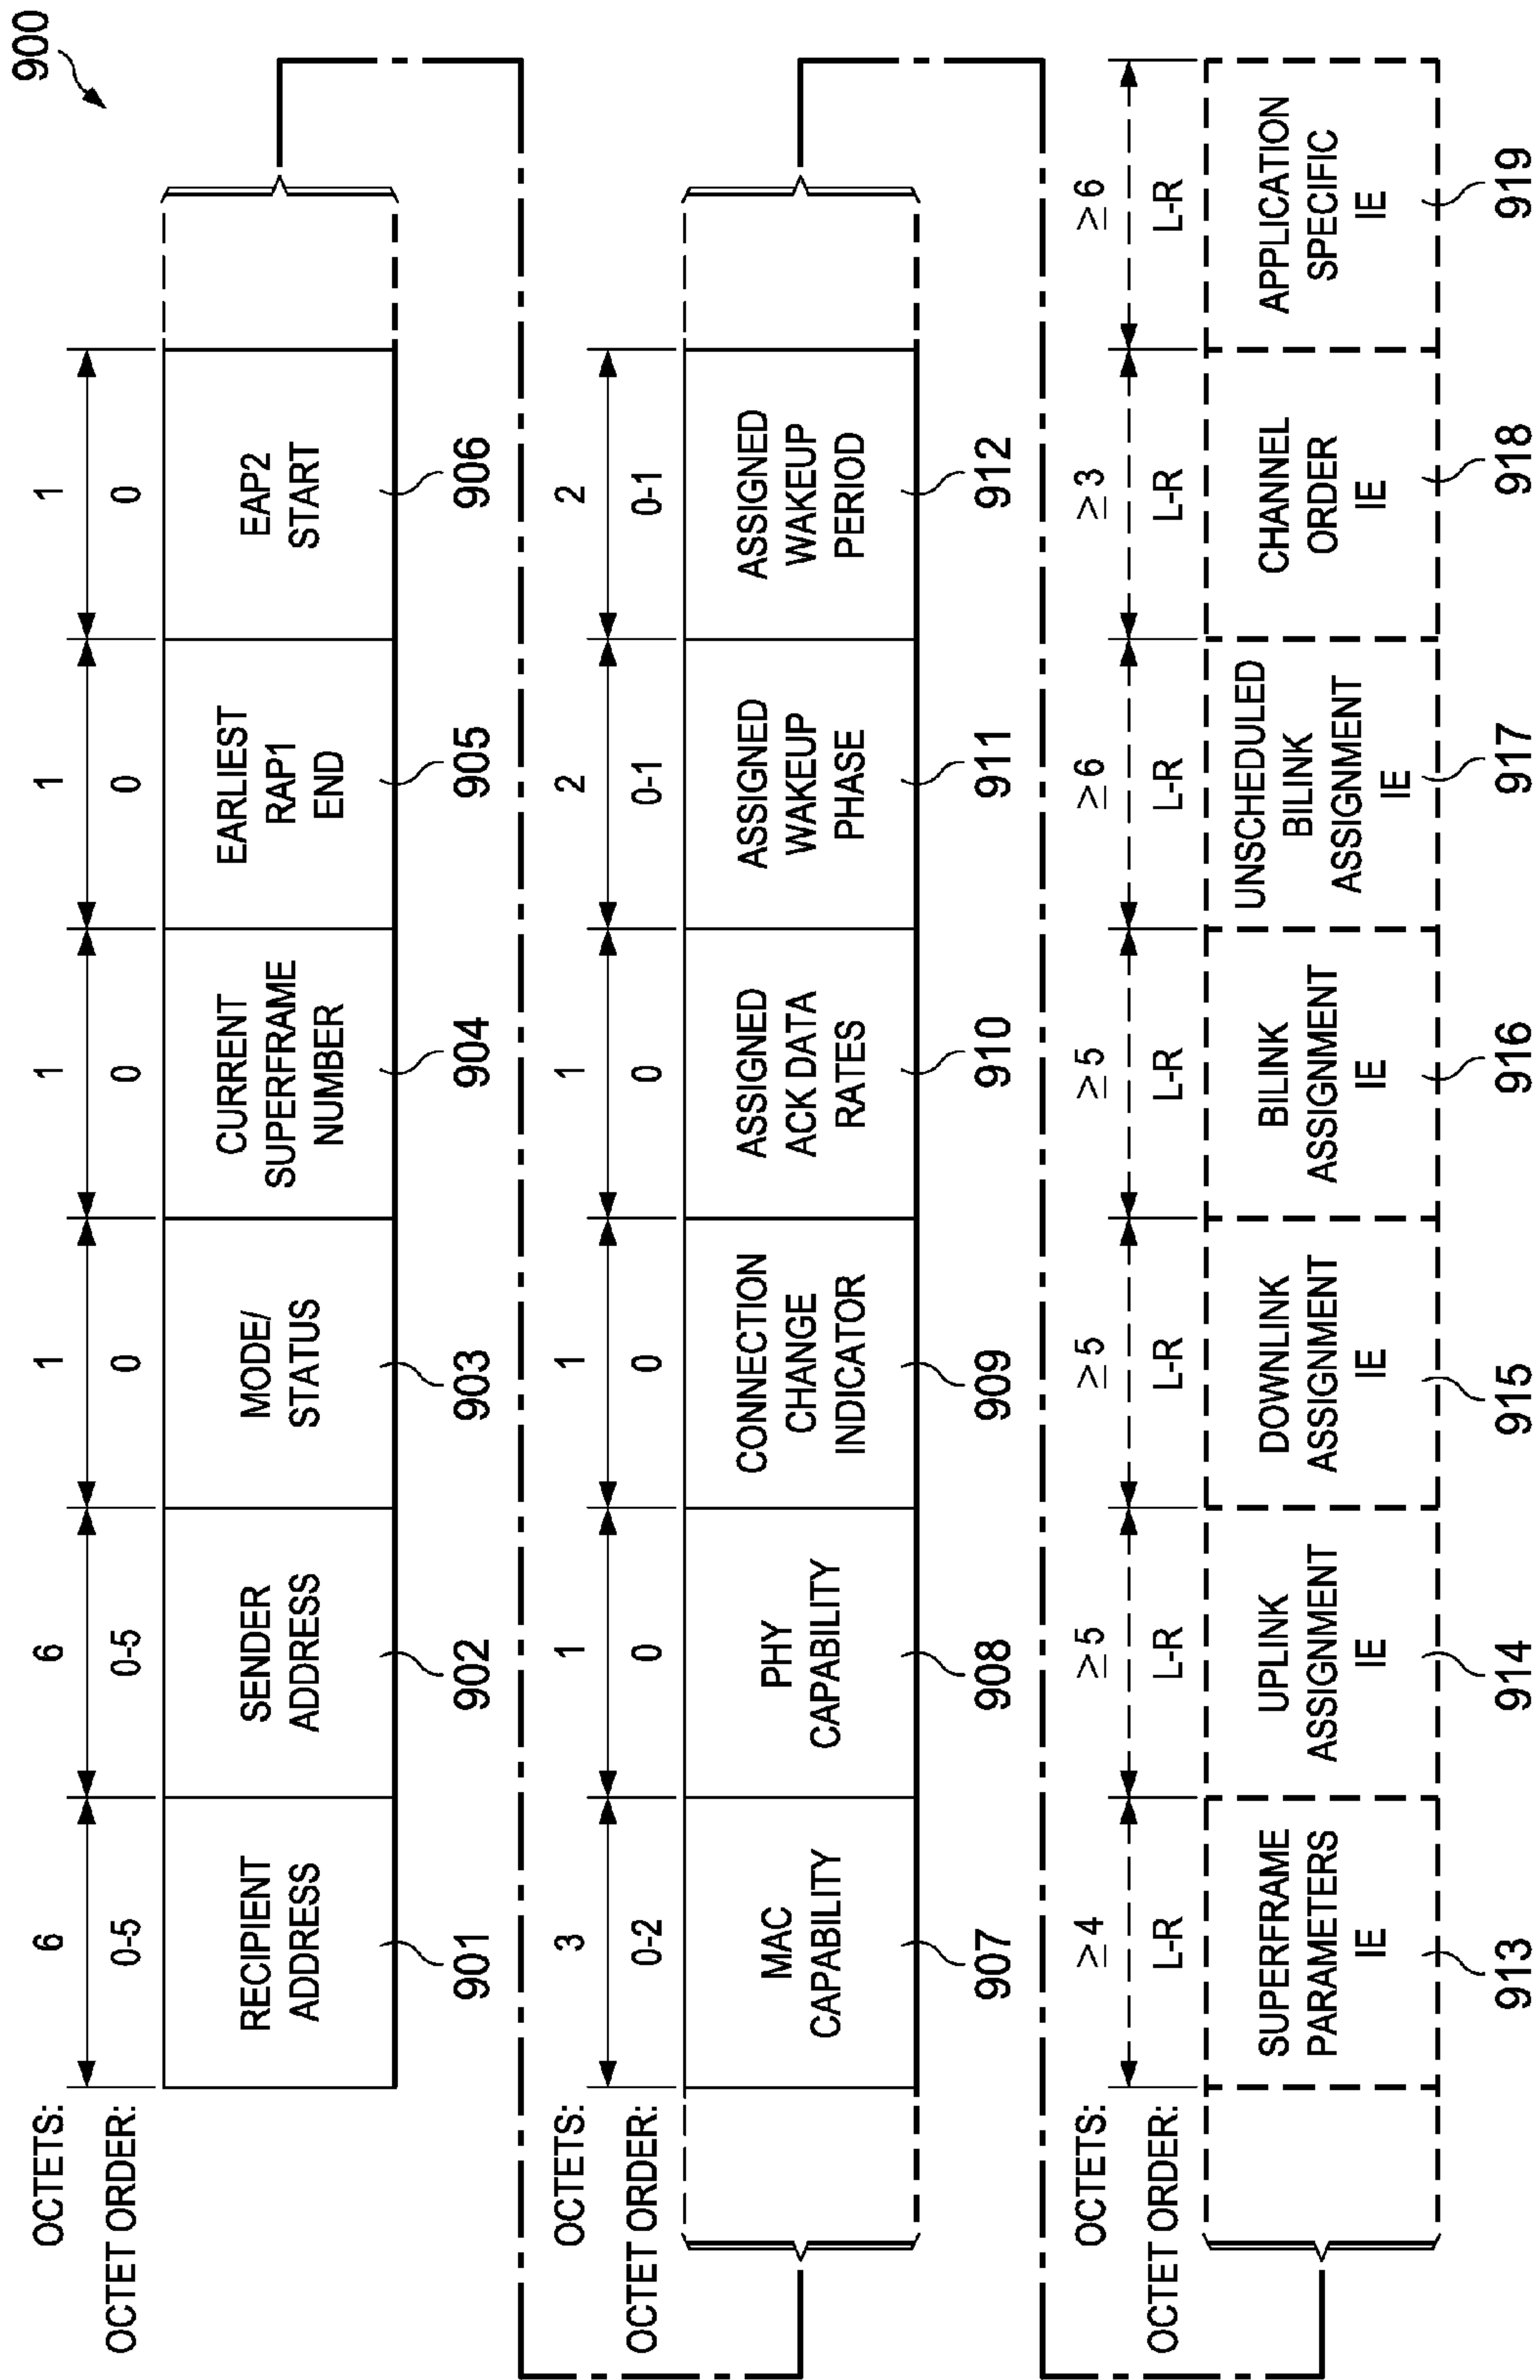 900
OCTETS: 6 6 1 1 1 1
OCTET ORDER: 0-5 0-5 0 0 0 0
RECIPIENT
ADDRESS
SENDER
ADDRESS
MODE/
STATUS
CURRENT
SUPERFRAME
NUMBER
EARLIEST
RAP1
END
EAP2
START
901 902 903 904 905 906
OCTETS: 3 1 1 1 2 2
OCTET ORDER: 0-2 0 0 0 0-1 0-1
MAC
CAPABILITY
PHY
CAPABILITY
CONNECTION
CHANGE
INDICATOR
ASSIGNED
ACK DATA
RATES
ASSIGNED
WAKEUP
PHASE
ASSIGNED
WAKEUP
PERIOD
907 908 909 910 911 912
OCTETS: ≥4 ≥5 ≥5 ≥5 ≥6 ≥3 ≥6
OCTET ORDER: L-R L-R L-R L-R L-R L-R L-R
SUPERFRAME
PARAMETERS
IE
UPLINK
ASSIGNMENT
IE
DOWNLINK
ASSIGNMENT
IE
BILINK
ASSIGNMENT
IE
UNSCHEDULED
BILINK
ASSIGNMENT
IE
CHANNEL
ORDER
IE
APPLICATION
SPECIFIC
IE
913 914 915 916 917 918 919